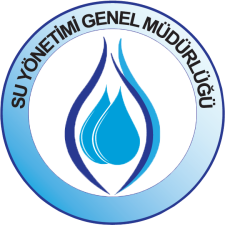 SU YÖNETİMİ GENEL MÜDÜRLÜĞÜ